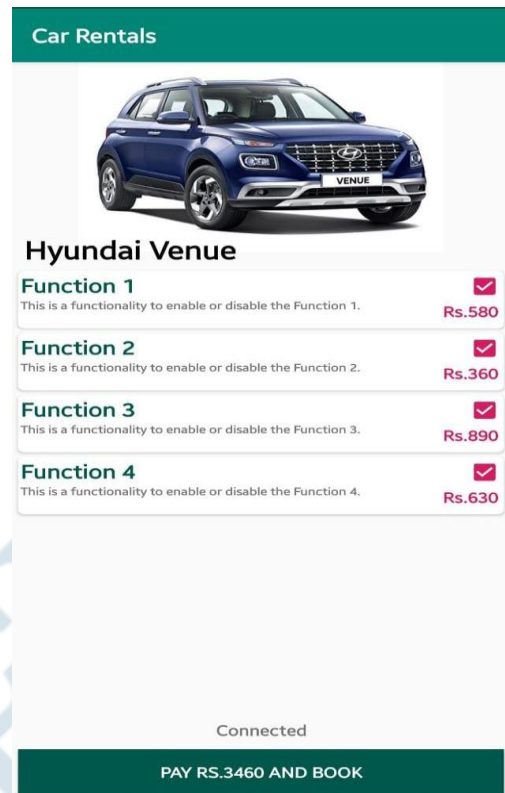 Car Rentals
VENUE
Hyundai Venue
Function 1
This is a functionality to enable or disable the Function 1.
Rs.580
Function 2
This is a functionality to enable or disable the Function 2.
Rs.360
Function 3
This is a functionality to enable or disable the Function 3.
Rs.890
Function 4
This is a functionality to enable or disable the Function 4.
Rs.630
Connected
PAY RS.3460 AND BOOK